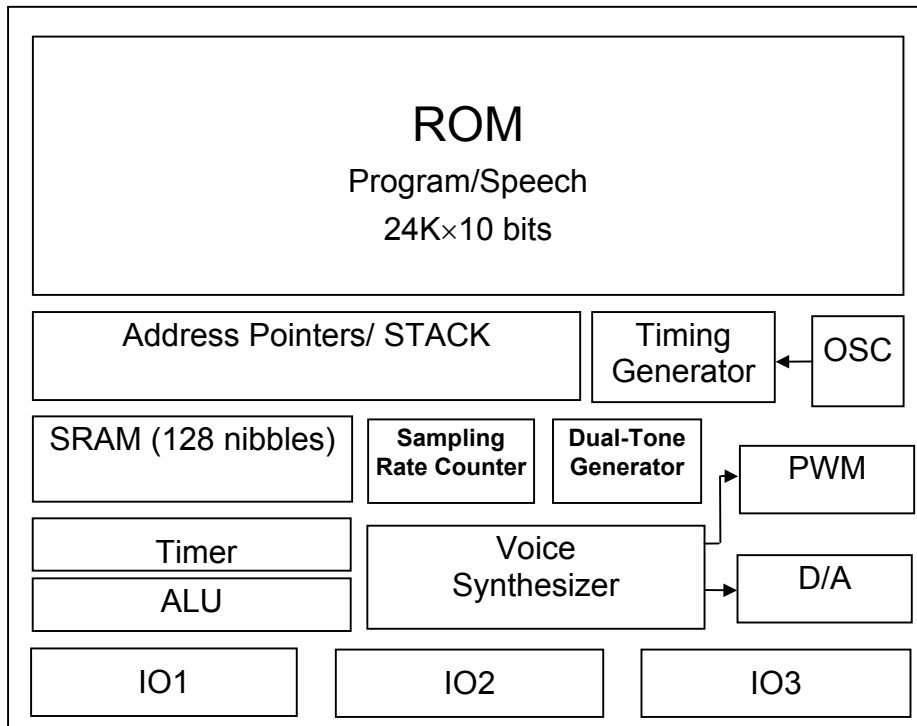 ROM
Program/Speech
24K×10 bits
Address Pointers/ STACK
Timing
Generator
OSC
SRAM (128 nibbles)
Sampling
Rate Counter
Dual-Tone
Generator
PWM
Timer
Voice
Synthesizer
D/A
ALU
IO1
IO2
IO3